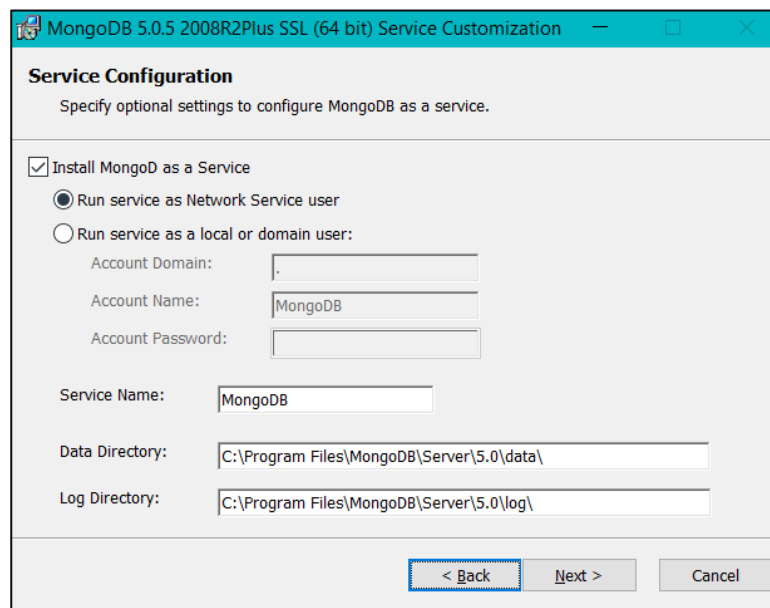 MongoDB 5.0.5 2008R2Plus SSL (64 bit) Service Customization
Service Configuration
Specify optional settings to configure MongoDB as a service.
Install MongoD as a Service
Run service as Network Service user
Run service as a local or domain user:
Account Domain: .
Account Name: MongoDB
Account Password:
Service Name: MongoDB
Data Directory: C:\Program Files\MongoDB\Server\5.0\data\
Log Directory: C:\Program Files\MongoDB\Server\5.0\log\
< Back Next > Cancel